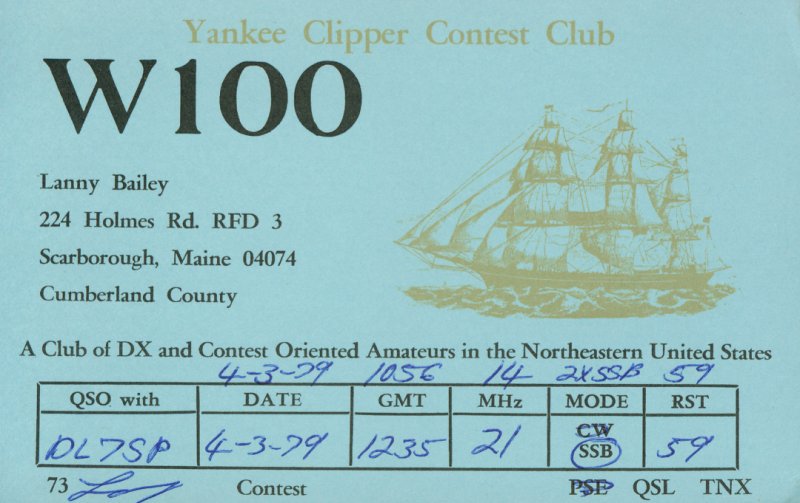 Yankee Clipper Contest Club
W1OO
Lanny Bailey
224 Holmes Rd. RFD 3
Scarborough, Maine 04074
Cumberland County
A Club of DX and Contest Oriented Amateurs in the Northeastern United States
4-3-79 1056 14 2XSSB 59
QSO with DATE GMT MHz MODE RST
CW
DL7SP 4-3-79 1235 21 SSB 59
73 Lanny Contest PSE QSL TNX